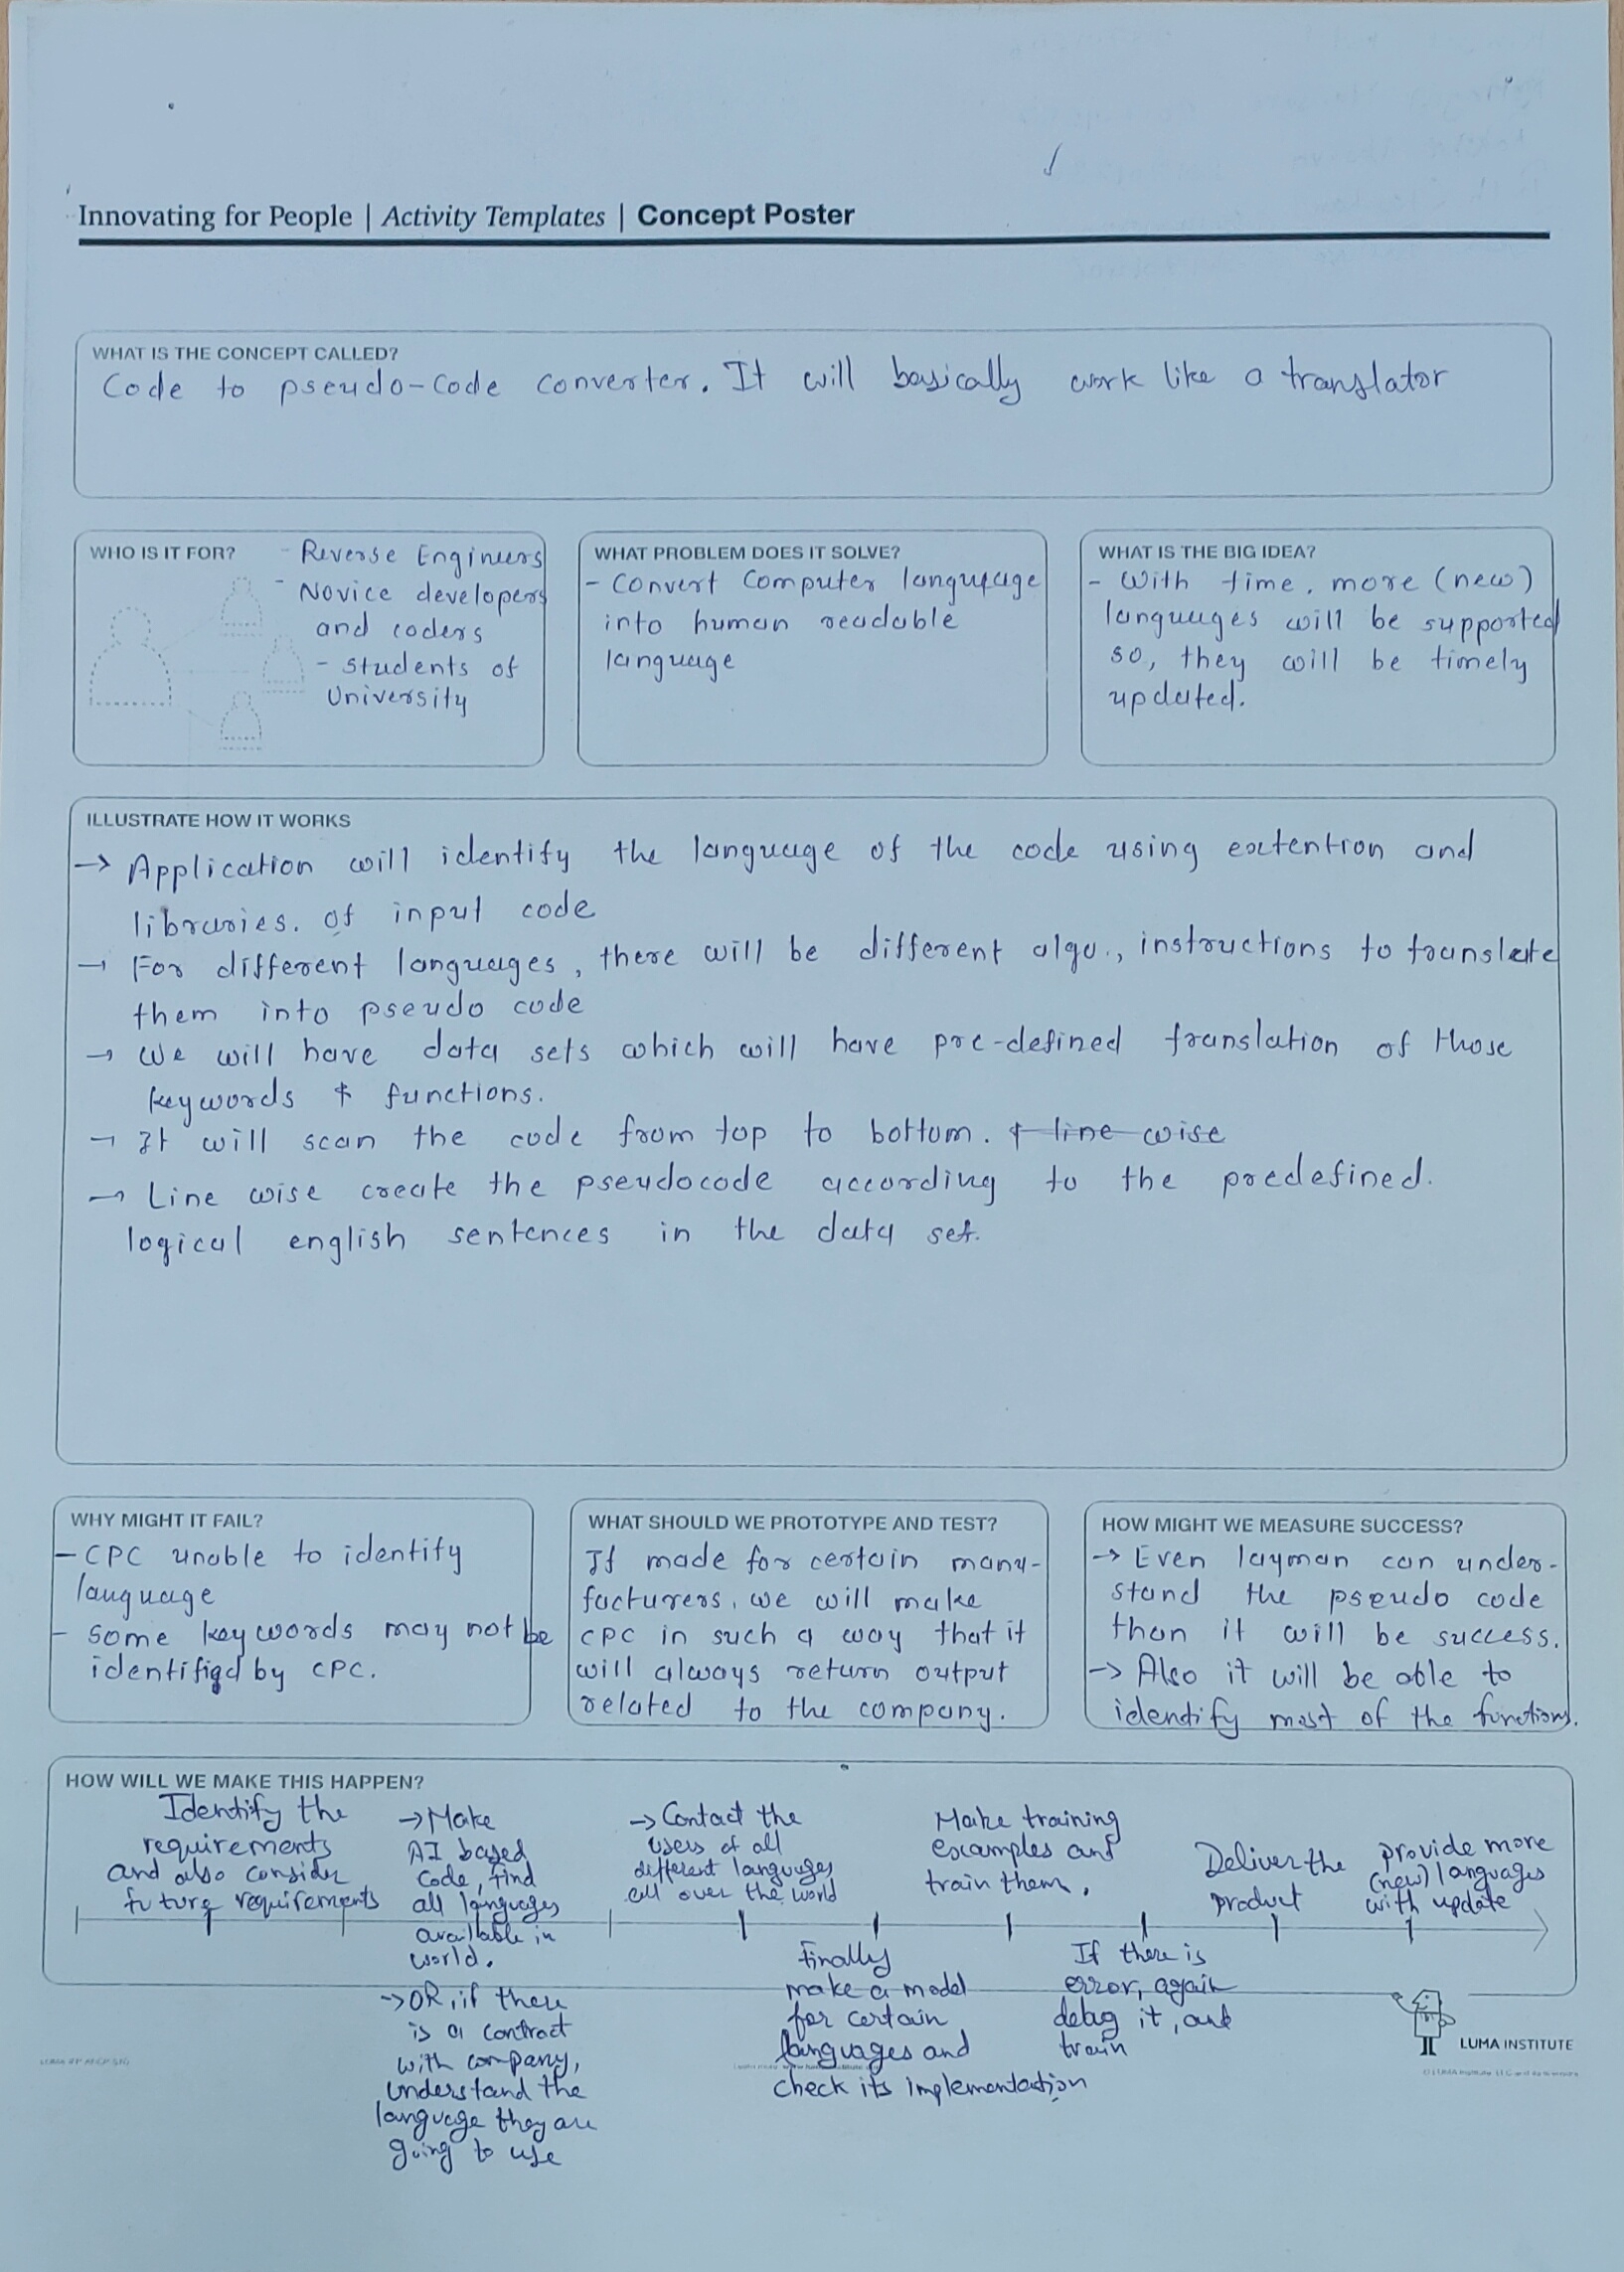 Innovating for People | Activity Templates | Concept Poster
WHAT IS THE CONCEPT CALLED?
Code to pseudo-code converter. It will basically work like a translator
WHO IS IT FOR?
- Reverse Engineers
- Novice developers
and coders
- Students of
University
WHAT PROBLEM DOES IT SOLVE?
- Convert Computer language
into human readable
language
WHAT IS THE BIG IDEA?
- With time, more (new)
languages will be supported
so, they will be timely
updated.
ILLUSTRATE HOW IT WORKS
→ Application will identify the language of the code using extention and
libraries. of input code
→ For different languages, there will be different algo., instructions to translate
them into pseudo code
→ We will have data sets which will have pre-defined translation of those
keywords & functions.
→ It will scan the code from top to bottom. & line wise
→ Line wise create the pseudocode according to the predefined.
logical english sentences in the data set.
WHY MIGHT IT FAIL?
- CPC unable to identify
language
- Some keywords may not be
identified by CPC.
WHAT SHOULD WE PROTOTYPE AND TEST?
If made for certain manu-
facturers, we will make
CPC in such a way that it
will always return output
related to the company.
HOW MIGHT WE MEASURE SUCCESS?
→ Even layman can under-
stand the pseudo code
then it will be success.
→ Also it will be able to
identify most of the functions.
HOW WILL WE MAKE THIS HAPPEN?
Identify the
requirements
and also consider
future requirements
→ Make
AI based
code, find
all languages
available in
world.
→ OR, if there
is a contract
with company,
understand the
language they are
going to use
→ Contact the
users of all
different languages
all over the world
Finally
make a model
for certain
languages and
check its implementation
Make training
examples and
train them.
If there is
error, again
debug it, and
train
Deliver the
product
provide more
(new) languages
with update
LUMA INSTITUTE